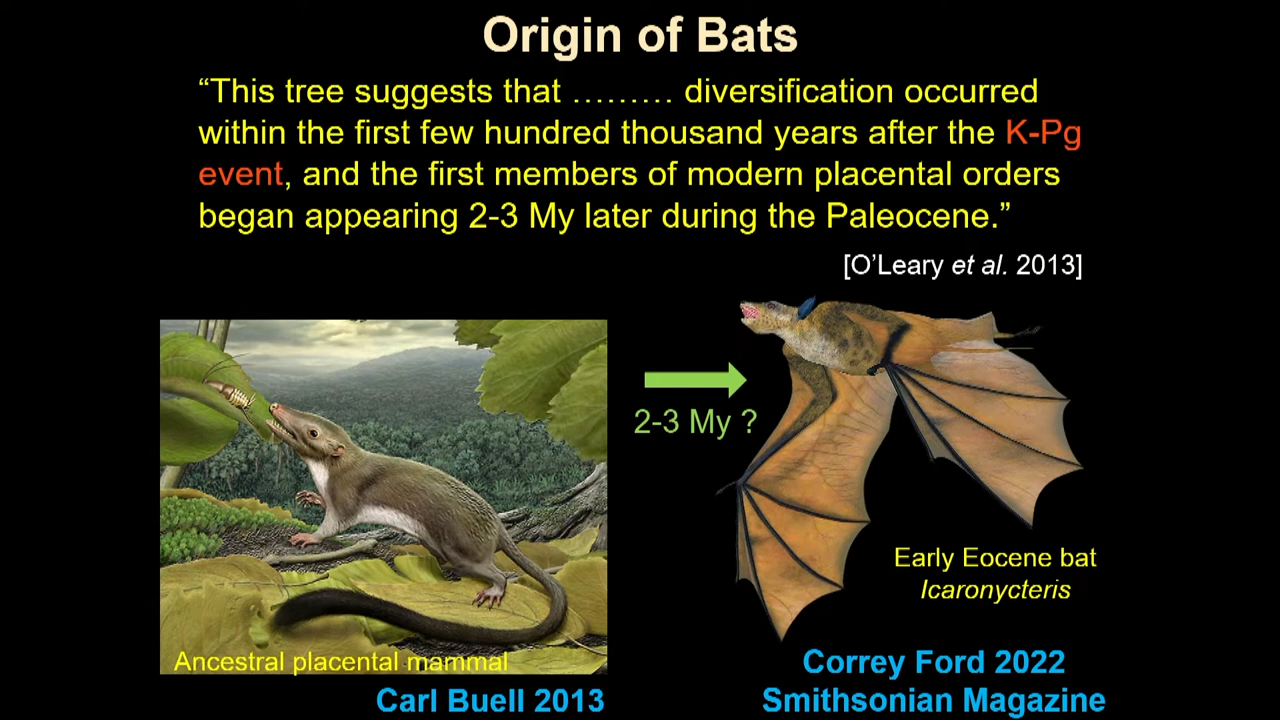 Origin of Bats
“This tree suggests that ……… diversification occurred
within the first few hundred thousand years after the K-Pg
event, and the first members of modern placental orders
began appearing 2-3 My later during the Paleocene.”
[O’Leary et al. 2013]
2-3 My ?
Early Eocene bat
Icaronycteris
Ancestral placental mammal
Carl Buell 2013
Correy Ford 2022
Smithsonian Magazine